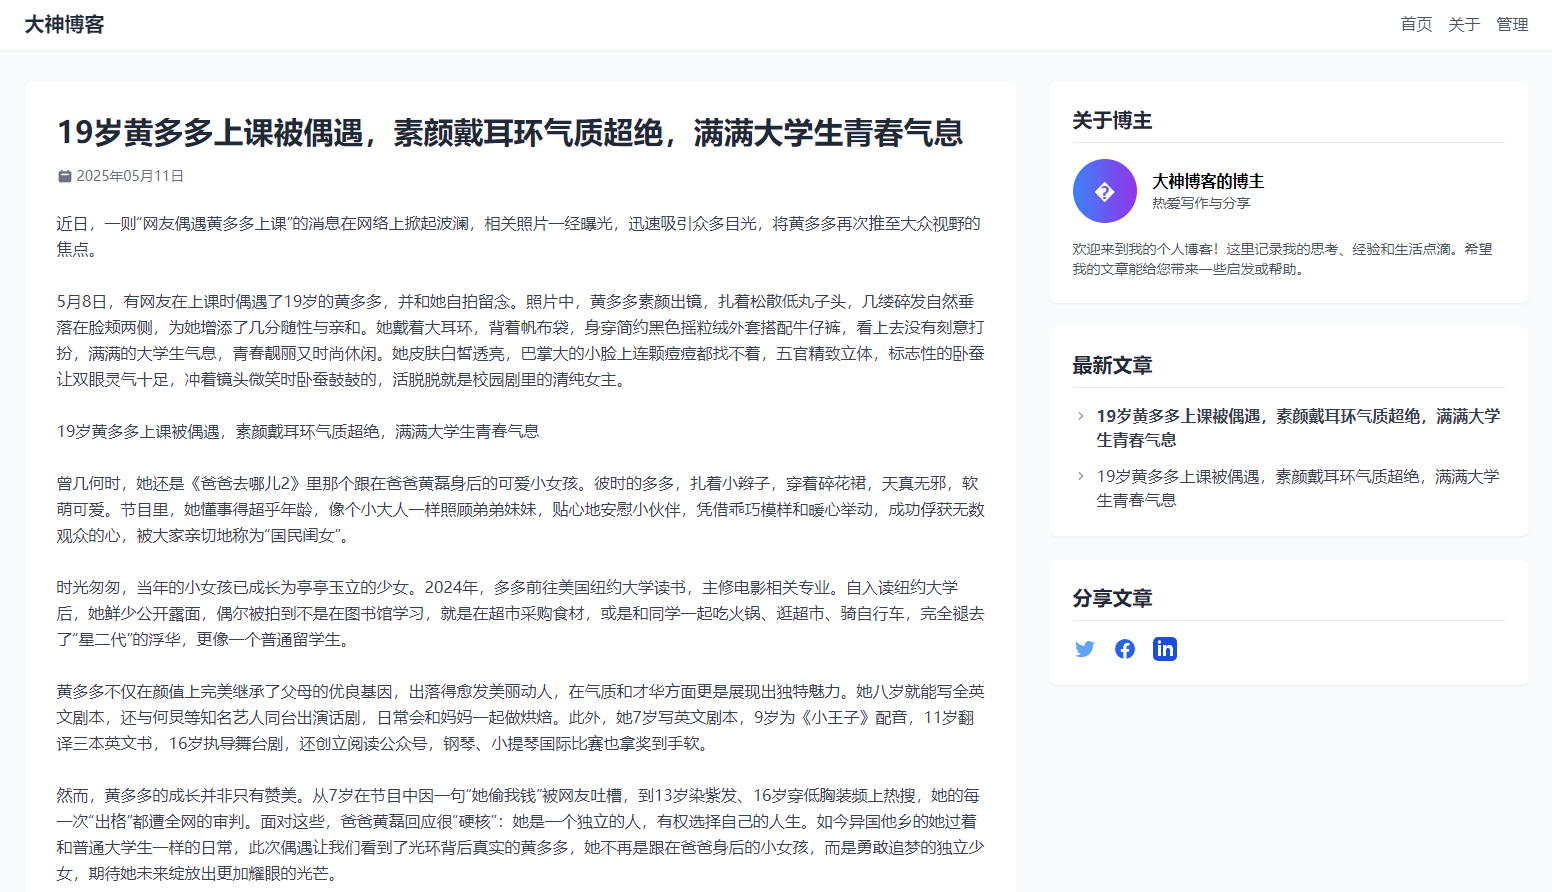 大神博客
首页 关于 管理
19岁黄多多上课被偶遇，素颜戴耳环气质超绝，满满大学生青春气息
2025年05月11日
近日，一则“网友偶遇黄多多上课”的消息在网络上掀起波澜，相关照片一经曝光，迅速吸引众多目光，将黄多多再次推至大众视野的
焦点。
5月8日，有网友在上课时偶遇了19岁的黄多多，并和她自拍留念。照片中，黄多多素颜出镜，扎着松散低丸子头，几缕碎发自然垂
落在脸颊两侧，为她增添了几分随性与亲和。她戴着大耳环，背着帆布袋，身穿简约黑色摇粒绒外套搭配牛仔裤，看上去没有刻意打
扮，满满的大学生气息，青春靓丽又时尚休闲。她皮肤白皙透亮，巴掌大的小脸上连颗痘痘都找不着，五官精致立体，标志性的卧蚕
让双眼灵气十足，冲着镜头微笑时卧蚕鼓鼓的，活脱脱就是校园剧里的清纯女主。
19岁黄多多上课被偶遇，素颜戴耳环气质超绝，满满大学生青春气息
曾几何时，她还是《爸爸去哪儿2》里那个跟在爸爸黄磊身后的可爱小女孩。彼时的多多，扎着小辫子，穿着碎花裙，天真无邪，软
萌可爱。节目里，她懂事得超乎年龄，像个小大人一样照顾弟弟妹妹，贴心地安慰小伙伴，凭借乖巧模样和暖心举动，成功俘获无数
观众的心，被大家亲切地称为“国民闺女”。
时光匆匆，当年的小女孩已成长为亭亭玉立的少女。2024年，多多前往美国纽约大学读书，主修电影相关专业。自入读纽约大学
后，她鲜少公开露面，偶尔被拍到不是在图书馆学习，就是在超市采购食材，或是和同学一起吃火锅、逛超市、骑自行车，完全褪去
了“星二代”的浮华，更像一个普通留学生。
黄多多不仅在颜值上完美继承了父母的优良基因，出落得愈发美丽动人，在气质和才华方面更是展现出独特魅力。她八岁就能写全英
文剧本，还与何炅等知名艺人同台出演话剧，日常会和妈妈一起做烘焙。此外，她7岁写英文剧本，9岁为《小王子》配音，11岁翻
译三本英文书，16岁执导舞台剧，还创立阅读公众号，钢琴、小提琴国际比赛也拿奖到手软。
然而，黄多多的成长并非只有赞美。从7岁在节目中因一句“她偷我钱”被网友吐槽，到13岁染紫发、16岁穿低胸装频上热搜，她的每
一次“出格”都遭全网的审判。面对这些，爸爸黄磊回应很“硬核”：她是一个独立的人，有权选择自己的人生。如今异国他乡的她过着
和普通大学生一样的日常，此次偶遇让我们看到了光环背后真实的黄多多，她不再是跟在爸爸身后的小女孩，而是勇敢追梦的独立少
女，期待她未来绽放出更加耀眼的光芒。
关于博主
大神博客的博主
热爱写作与分享
欢迎来到我的个人博客！这里记录我的思考、经验和生活点滴。希望
我的文章能给您带来一些启发或帮助。
最新文章
19岁黄多多上课被偶遇，素颜戴耳环气质超绝，满满大学
生青春气息
19岁黄多多上课被偶遇，素颜戴耳环气质超绝，满满大学
生青春气息
分享文章